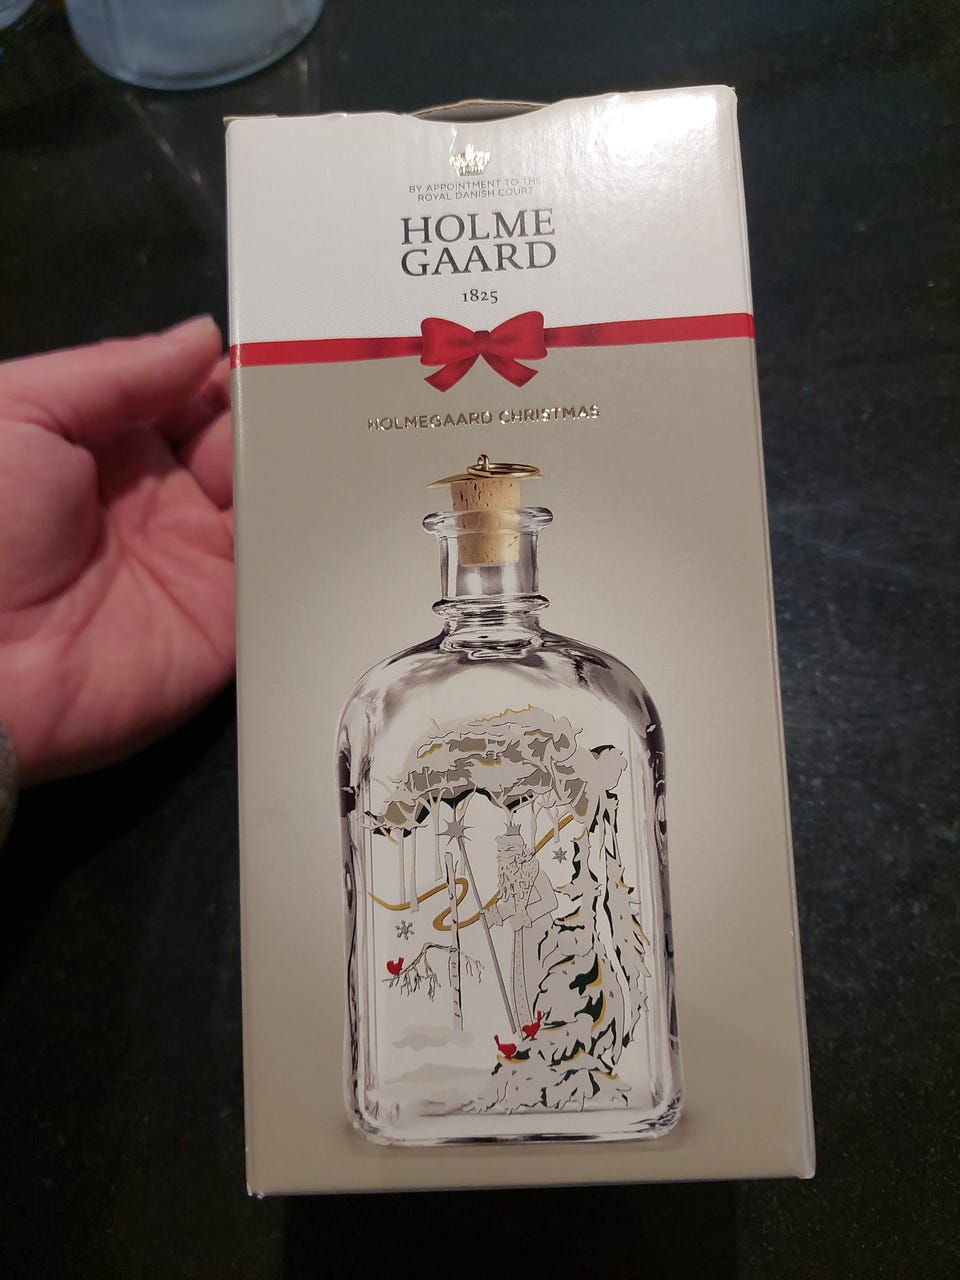 BY APPOINTMENT TO THE
ROYAL DANISH COURT
HOLME
GAARD
1825
HOLMEGAARD CHRISTMAS